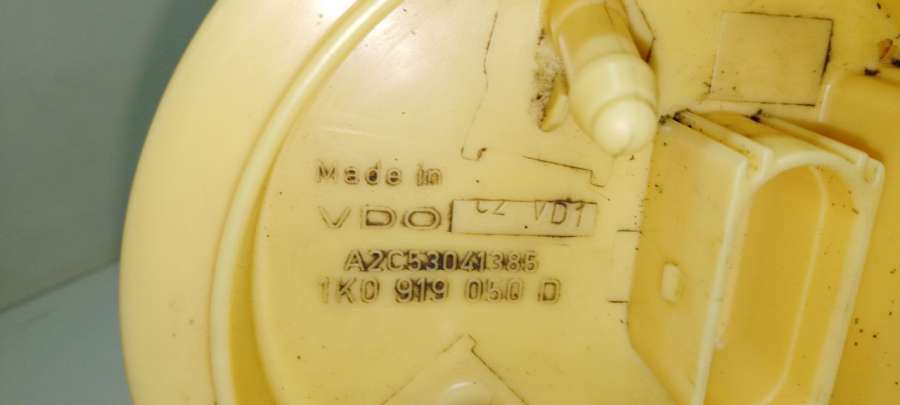 Made in
VDO CZ VD1
A2C53041385
1K0 919 050 D